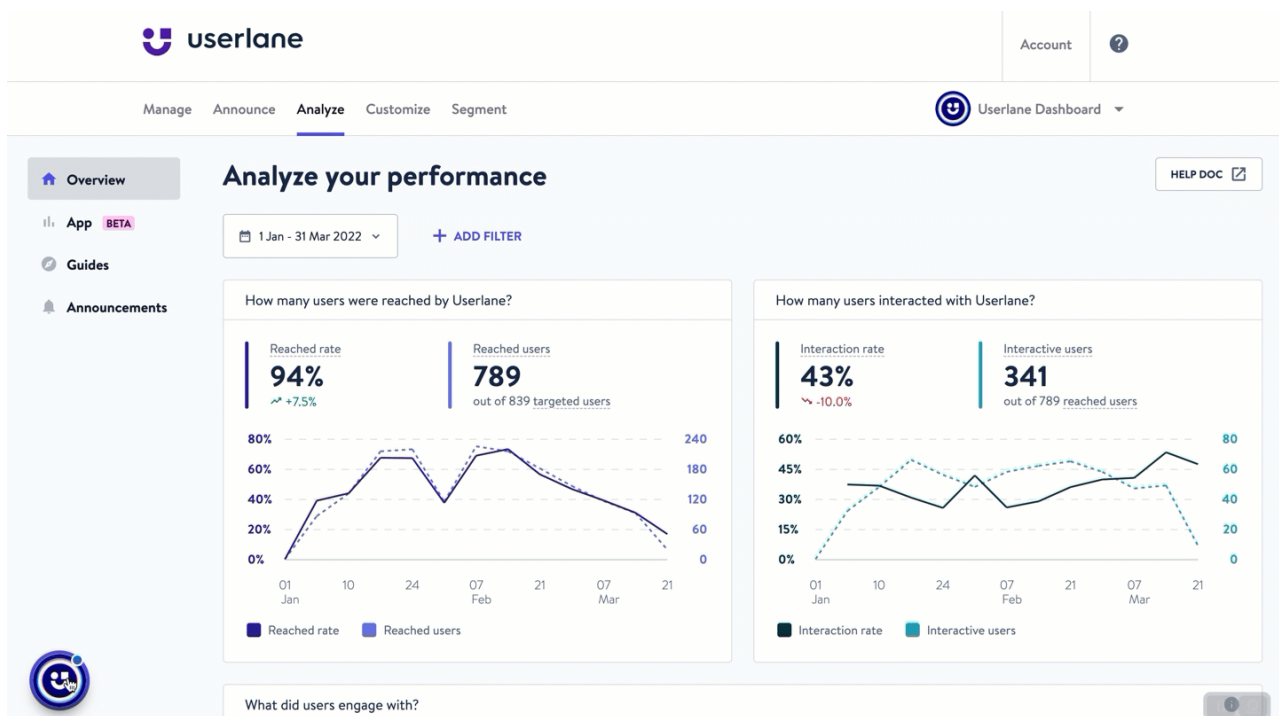 userlane
Account
?
Manage Announce Analyze Customize Segment
Userlane Dashboard
Overview
App BETA
Guides
Announcements
Analyze your performance
HELP DOC
1 Jan - 31 Mar 2022
+ ADD FILTER
How many users were reached by Userlane?
Reached rate
94%
+7.5%
Reached users
789
out of 839 targeted users
80% 240
60% 180
40% 120
20% 60
0% 0
01 10 24 07 21 07 21
Jan Feb Mar
Reached rate Reached users
How many users interacted with Userlane?
Interaction rate
43%
-10.0%
Interactive users
341
out of 789 reached users
60% 80
45% 60
30% 40
15% 20
0% 0
01 10 24 07 21 07 21
Jan Feb Mar
Interaction rate Interactive users
What did users engage with?